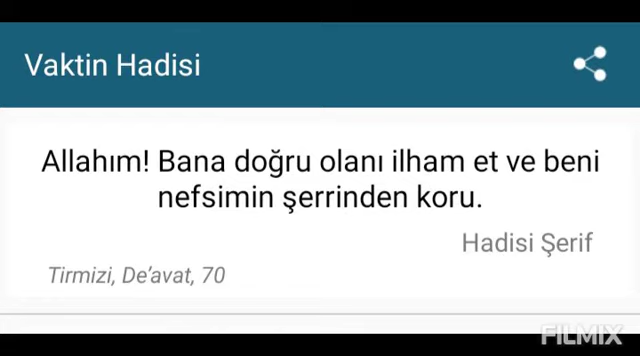 Vaktin Hadisi
Allahım! Bana doğru olanı ilham et ve beni
nefsimin şerrinden koru.
Hadisi Şerif
Tirmizi, De’avat, 70
FILMIX